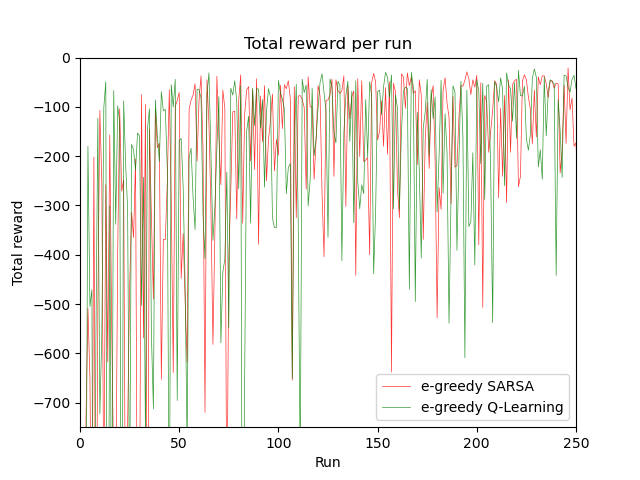 Total reward per run
0
−100
−200
−300
−400
−500
−600
−700
Total reward
0
50
100
150
200
250
Run
e-greedy SARSA
e-greedy Q-Learning